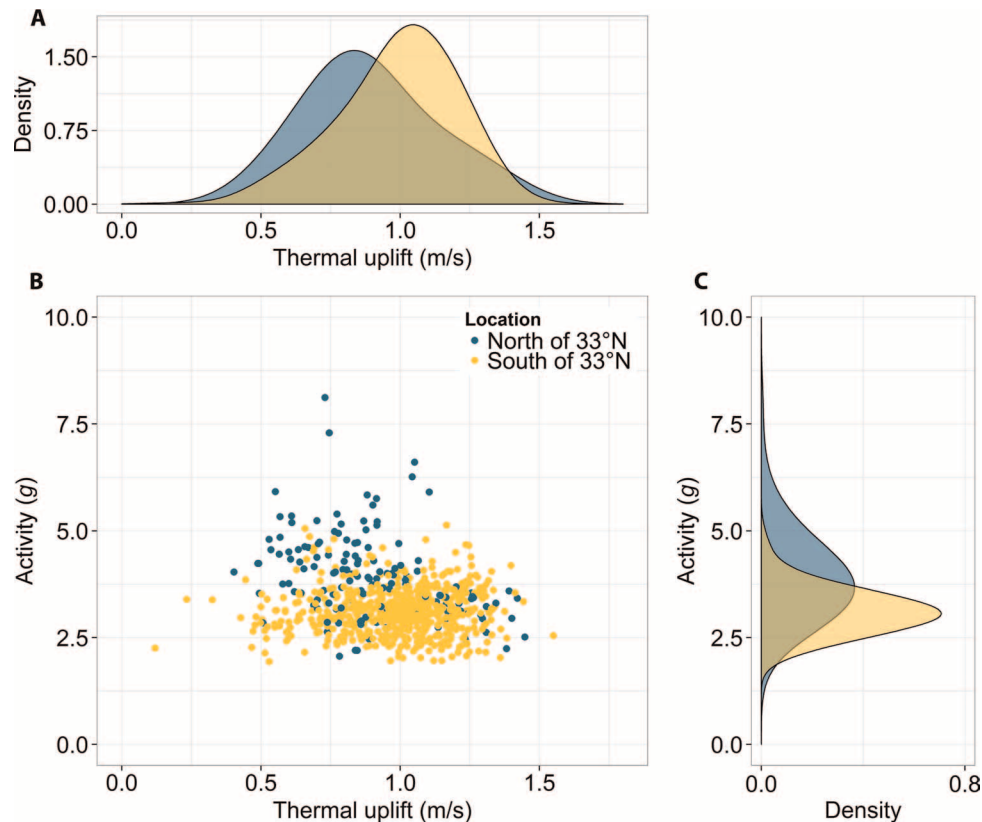 A
Density
1.50
0.75
0.00
0.0 0.5 1.0 1.5
Thermal uplift (m/s)
B
Activity (g)
10.0
7.5
5.0
2.5
0.0
Location
North of 33°N
South of 33°N
0.0 0.5 1.0 1.5
Thermal uplift (m/s)
C
Activity (g)
10.0
7.5
5.0
2.5
0.0
0.0 0.8
Density